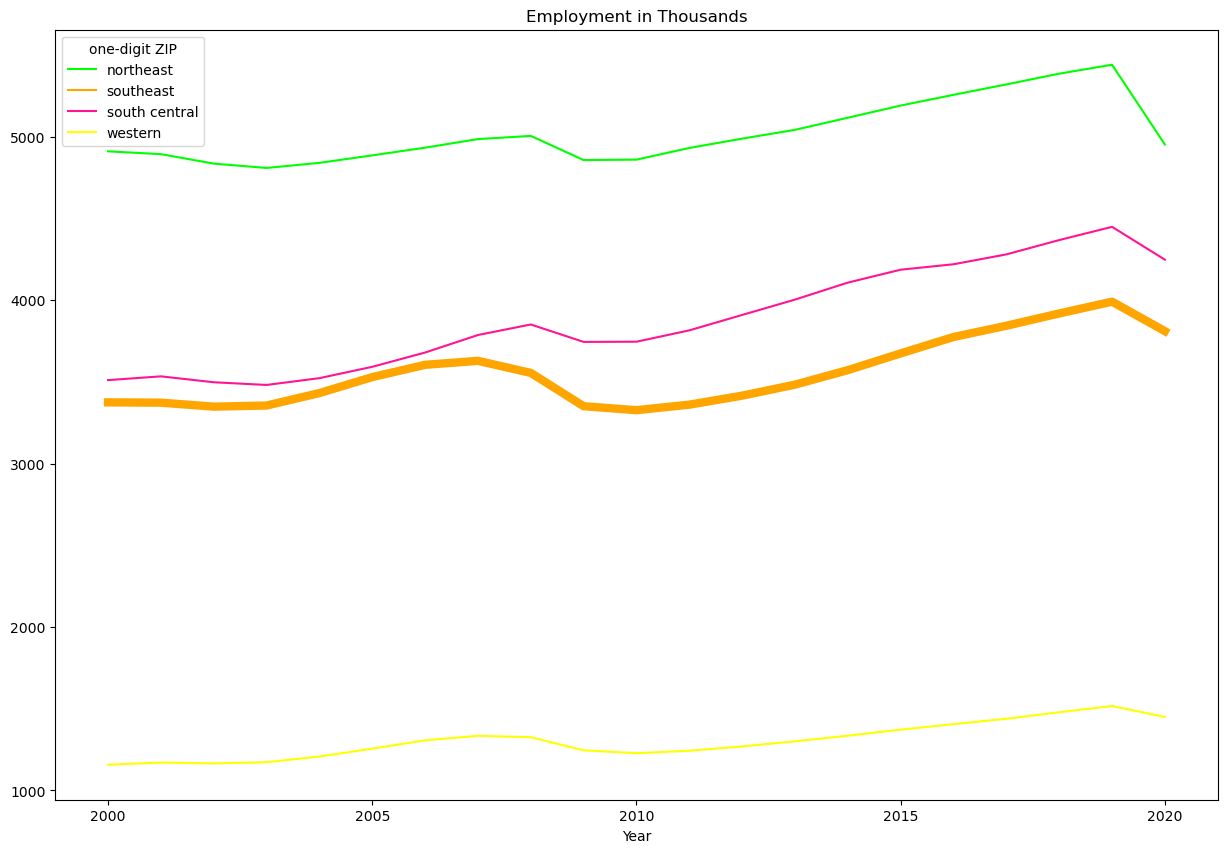 Employment in Thousands
one-digit ZIP
northeast
southeast
south central
western
5000
4000
3000
2000
1000
2000
2005
2010
2015
2020
Year